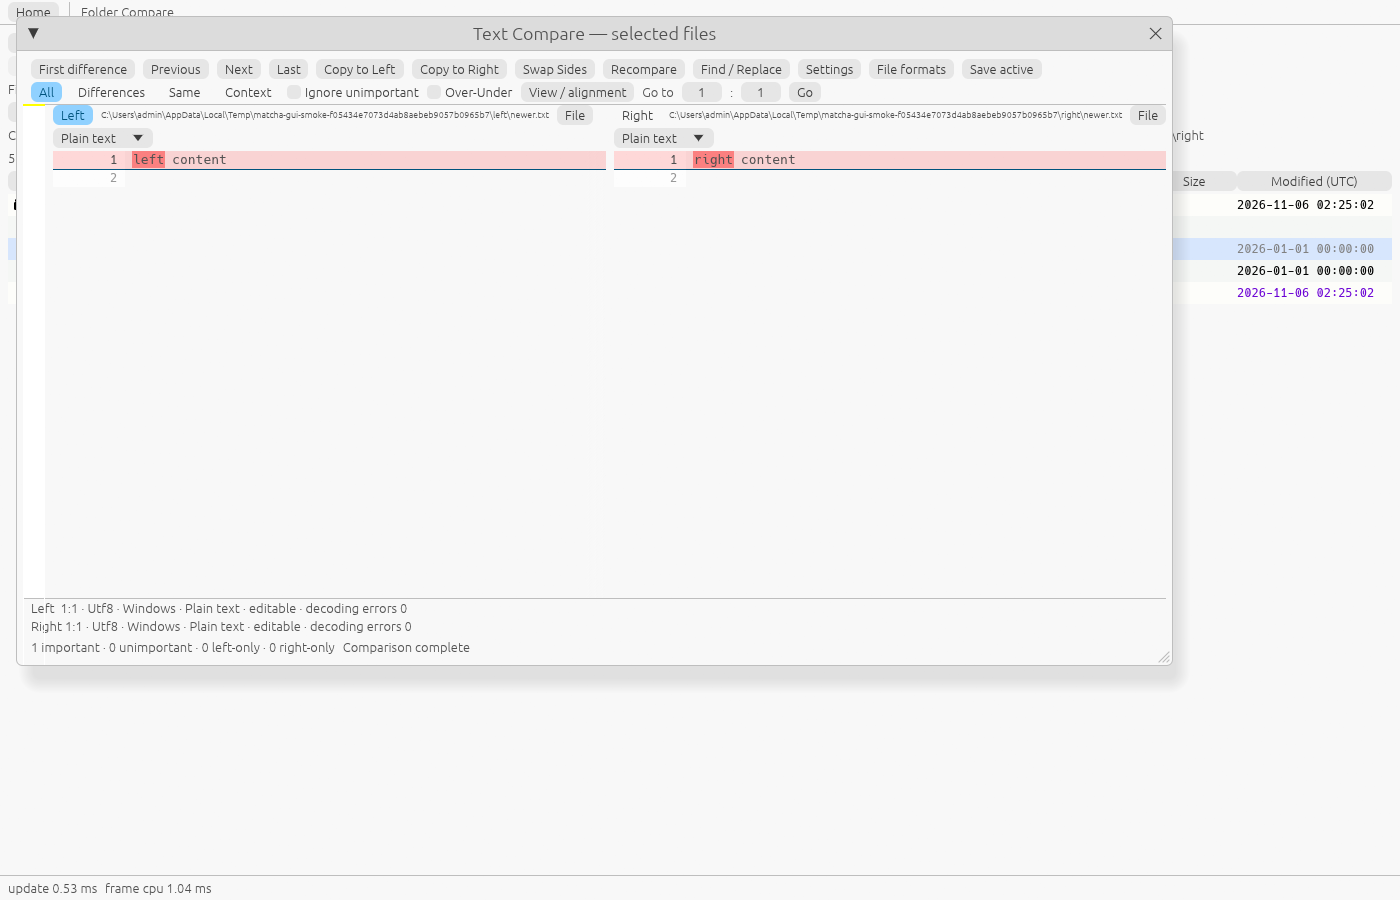 Home Folder Compare
Text Compare — selected files
First difference Previous Next Last Copy to Left Copy to Right Swap Sides Recompare Find / Replace Settings File formats Save active
All Differences Same Context Ignore unimportant Over-Under View / alignment Go to 1 : 1 Go
Left C:\Users\admin\AppData\Local\Temp\matcha-gui-smoke-f05434e7073d4ab8aebeb9057b0965b7\left\newer.txt File Right C:\Users\admin\AppData\Local\Temp\matcha-gui-smoke-f05434e7073d4ab8aebeb9057b0965b7\right\newer.txt File
Plain text Plain text
\right
1 left content 1 right content
2 2
Size Modified (UTC)
2026-11-06 02:25:02
2026-01-01 00:00:00
2026-01-01 00:00:00
2026-11-06 02:25:02
Left 1:1 · Utf8 · Windows · Plain text · editable · decoding errors 0
Right 1:1 · Utf8 · Windows · Plain text · editable · decoding errors 0
1 important · 0 unimportant · 0 left-only · 0 right-only Comparison complete
update 0.53 ms frame cpu 1.04 ms